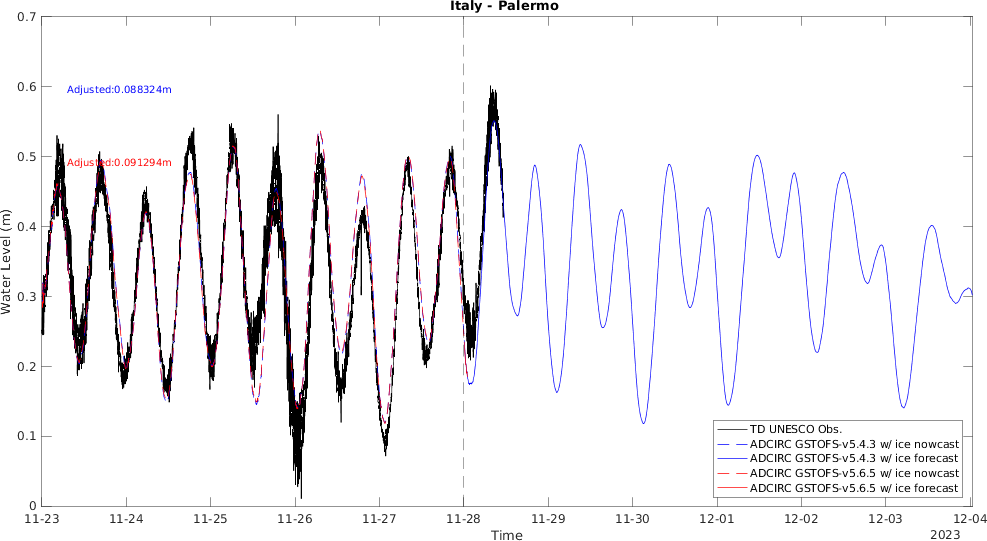 Italy - Palermo
0.7
0.6
0.5
0.4
0.3
0.2
0.1
0
Water Level (m)
Adjusted:0.088324m
Adjusted:0.091294m
TD UNESCO Obs.
ADCIRC GSTOFS-v5.4.3 w/ ice nowcast
ADCIRC GSTOFS-v5.4.3 w/ ice forecast
ADCIRC GSTOFS-v5.6.5 w/ ice nowcast
ADCIRC GSTOFS-v5.6.5 w/ ice forecast
11-23 11-24 11-25 11-26 11-27 11-28 11-29 11-30 12-01 12-02 12-03 12-04
Time
2023